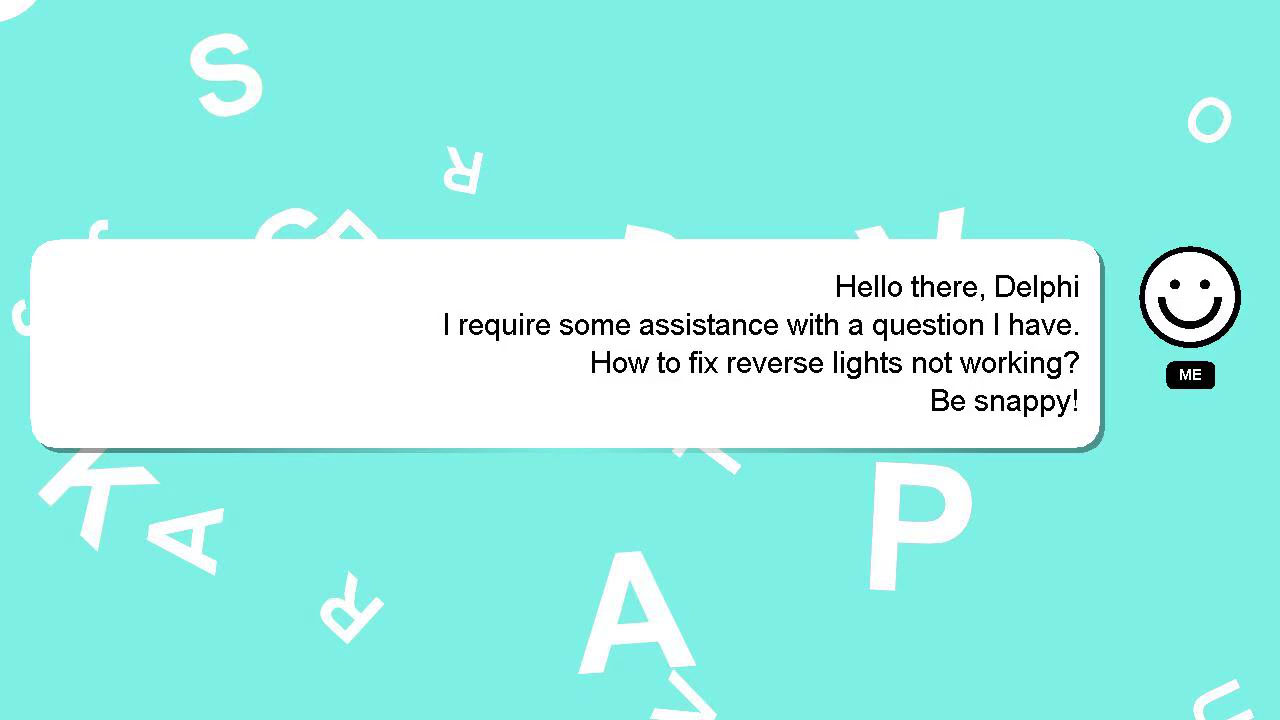 S
R
O
Hello there, Delphi
I require some assistance with a question I have.
How to fix reverse lights not working?
Be snappy!
ME
K
A
P
R
A
V
U